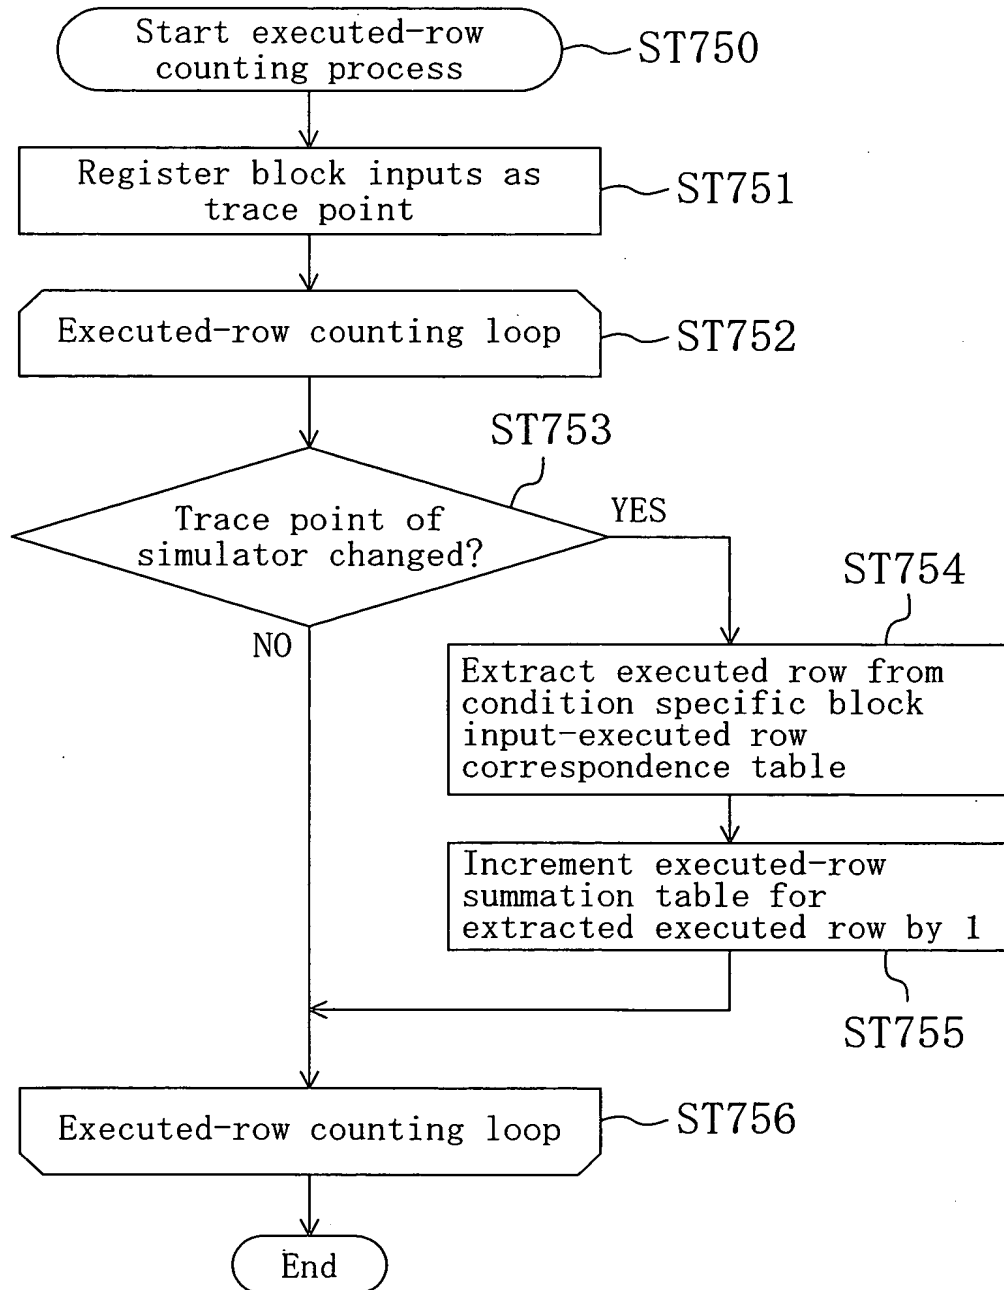 Start executed-row
counting process
ST750
Register block inputs as
trace point
ST751
Executed-row counting loop
ST752
ST753
Trace point of
simulator changed?
YES
NO
ST754
Extract executed row from
condition specific block
input-executed row
correspondence table
Increment executed-row
summation table for
extracted executed row by 1
ST755
Executed-row counting loop
ST756
End